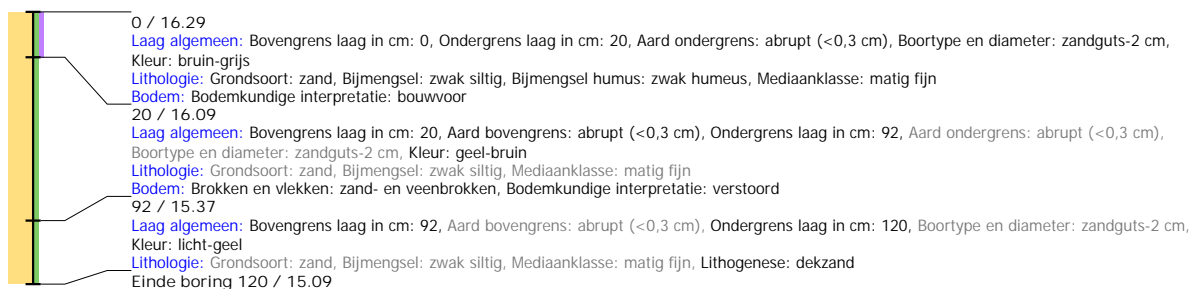 0 / 16.29
Laag algemeen: Bovengrens laag in cm: 0, Ondergrens laag in cm: 20, Aard ondergrens: abrupt (<0,3 cm), Boortype en diameter: zandguts-2 cm,
Kleur: bruin-grijs
Lithologie: Grondsoort: zand, Bijmengsel: zwak siltig, Bijmengsel humus: zwak humeus, Mediaanklasse: matig fijn
Bodem: Bodemkundige interpretatie: bouwvoor
20 / 16.09
Laag algemeen: Bovengrens laag in cm: 20, Aard bovengrens: abrupt (<0,3 cm), Ondergrens laag in cm: 92, Aard ondergrens: abrupt (<0,3 cm),
Boortype en diameter: zandguts-2 cm, Kleur: geel-bruin
Lithologie: Grondsoort: zand, Bijmengsel: zwak siltig, Mediaanklasse: matig fijn
Bodem: Brokken en vlekken: zand- en veenbrokken, Bodemkundige interpretatie: verstoord
92 / 15.37
Laag algemeen: Bovengrens laag in cm: 92, Aard bovengrens: abrupt (<0,3 cm), Ondergrens laag in cm: 120, Boortype en diameter: zandguts-2 cm,
Kleur: licht-geel
Lithologie: Grondsoort: zand, Bijmengsel: zwak siltig, Mediaanklasse: matig fijn, Lithogenese: dekzand
Einde boring 120 / 15.09